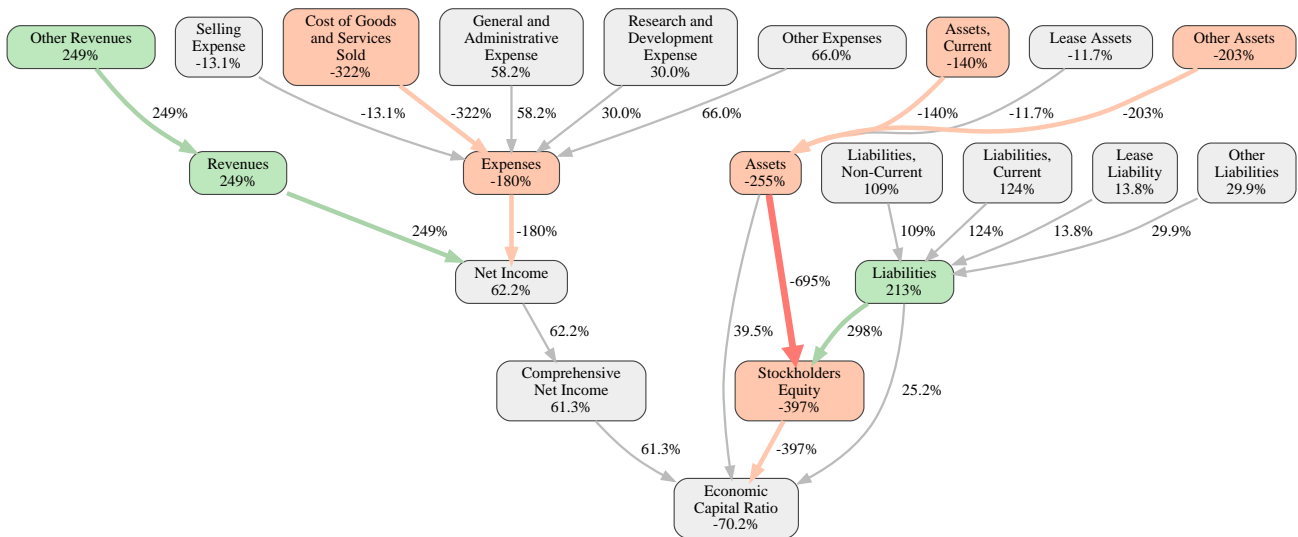 Other Revenues
249%
Selling
Expense
-13.1%
Cost of Goods
and Services
Sold
-322%
General and
Administrative
Expense
58.2%
Research and
Development
Expense
30.0%
Other Expenses
66.0%
Assets,
Current
-140%
Lease Assets
-11.7%
Other Assets
-203%
249%
-13.1%
-322%
58.2%
30.0%
66.0%
-140%
-11.7%
-203%
Revenues
249%
Expenses
-180%
Assets
-255%
Liabilities,
Non-Current
109%
Liabilities,
Current
124%
Lease
Liability
13.8%
Other
Liabilities
29.9%
249%
-180%
109%
124%
13.8%
29.9%
Net Income
62.2%
-695%
Liabilities
213%
62.2%
39.5%
298%
Comprehensive
Net Income
61.3%
Stockholders
Equity
-397%
25.2%
61.3%
-397%
Economic
Capital Ratio
-70.2%